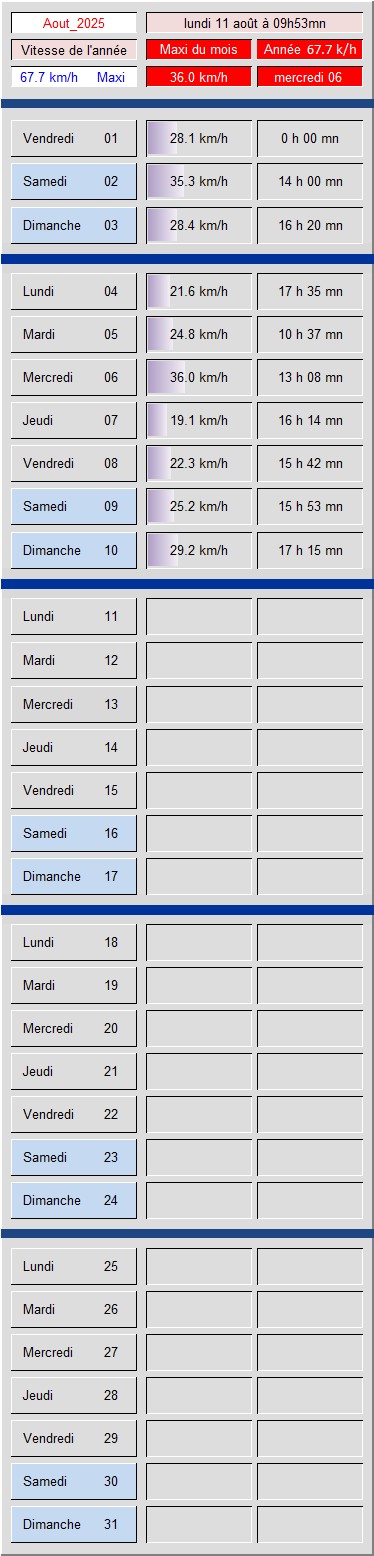 Aout_2025 lundi 11 août à 09h53mn
Vitesse de l'année Maxi du mois Année 67.7 k/h
67.7 km/h Maxi 36.0 km/h mercredi 06
Vendredi 01 28.1 km/h 0 h 00 mn
Samedi 02 35.3 km/h 14 h 00 mn
Dimanche 03 28.4 km/h 16 h 20 mn
Lundi 04 21.6 km/h 17 h 35 mn
Mardi 05 24.8 km/h 10 h 37 mn
Mercredi 06 36.0 km/h 13 h 08 mn
Jeudi 07 19.1 km/h 16 h 14 mn
Vendredi 08 22.3 km/h 15 h 42 mn
Samedi 09 25.2 km/h 15 h 53 mn
Dimanche 10 29.2 km/h 17 h 15 mn
Lundi 11
Mardi 12
Mercredi 13
Jeudi 14
Vendredi 15
Samedi 16
Dimanche 17
Lundi 18
Mardi 19
Mercredi 20
Jeudi 21
Vendredi 22
Samedi 23
Dimanche 24
Lundi 25
Mardi 26
Mercredi 27
Jeudi 28
Vendredi 29
Samedi 30
Dimanche 31